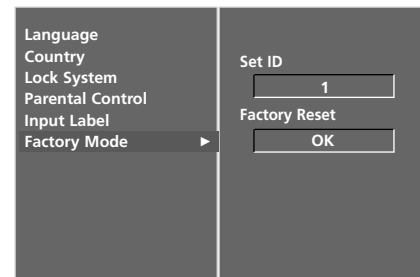 Language
Country
Lock System
Parental Control
Input Label
Factory Mode ►
Set ID
1
Factory Reset
OK